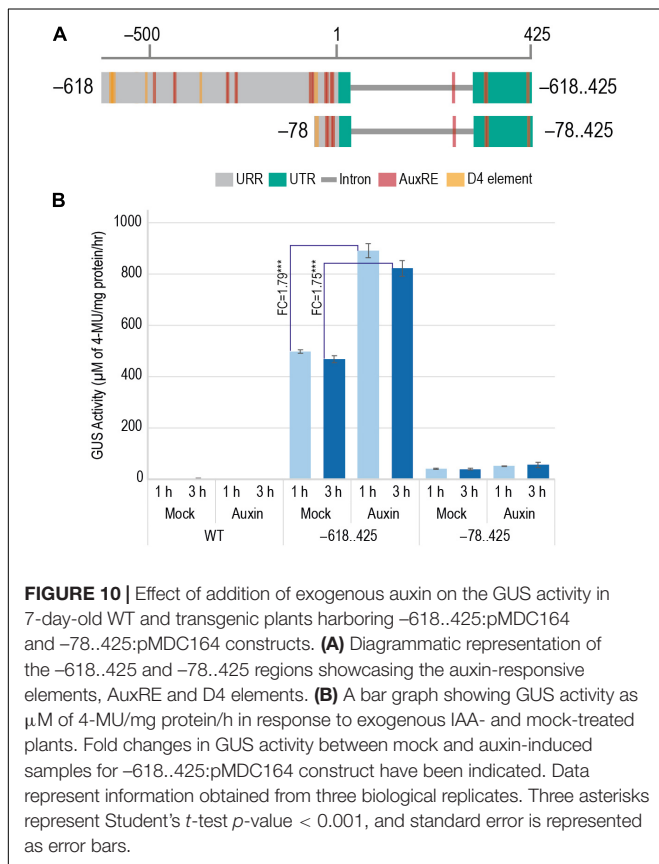 A
–500 1 425
–618 –618..425
–78 –78..425
URR UTR Intron AuxRE D4 element
B
GUS Activity (µM of 4-MU/mg protein/hr)
1000
800
600
400
200
0
FC=1.79***
FC=1.75***
1 h 3 h 1 h 3 h 1 h 3 h 1 h 3 h 1 h 3 h 1 h 3 h
Mock Auxin Mock Auxin Mock Auxin
WT –618..425 –78..425
FIGURE 10 | Effect of addition of exogenous auxin on the GUS activity in
7-day-old WT and transgenic plants harboring –618..425:pMDC164
and –78..425:pMDC164 constructs. (A) Diagrammatic representation of
the –618..425 and –78..425 regions showcasing the auxin-responsive
elements, AuxRE and D4 elements. (B) A bar graph showing GUS activity as
µM of 4-MU/mg protein/h in response to exogenous IAA- and mock-treated
plants. Fold changes in GUS activity between mock and auxin-induced
samples for –618..425:pMDC164 construct have been indicated. Data
represent information obtained from three biological replicates. Three asterisks
represent Student's t-test p-value < 0.001, and standard error is represented
as error bars.